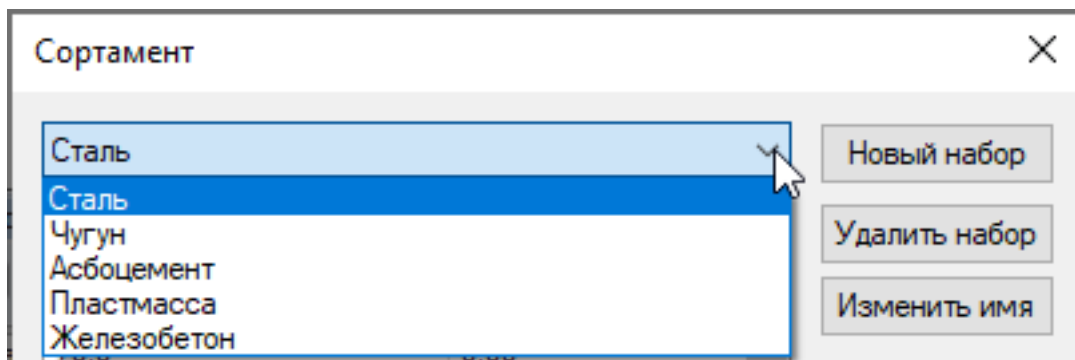 Сортамент
Сталь
Новый набор
Сталь
Чугун
Удалить набор
Асбоцемент
Пластмасса
Изменить имя
Железобетон